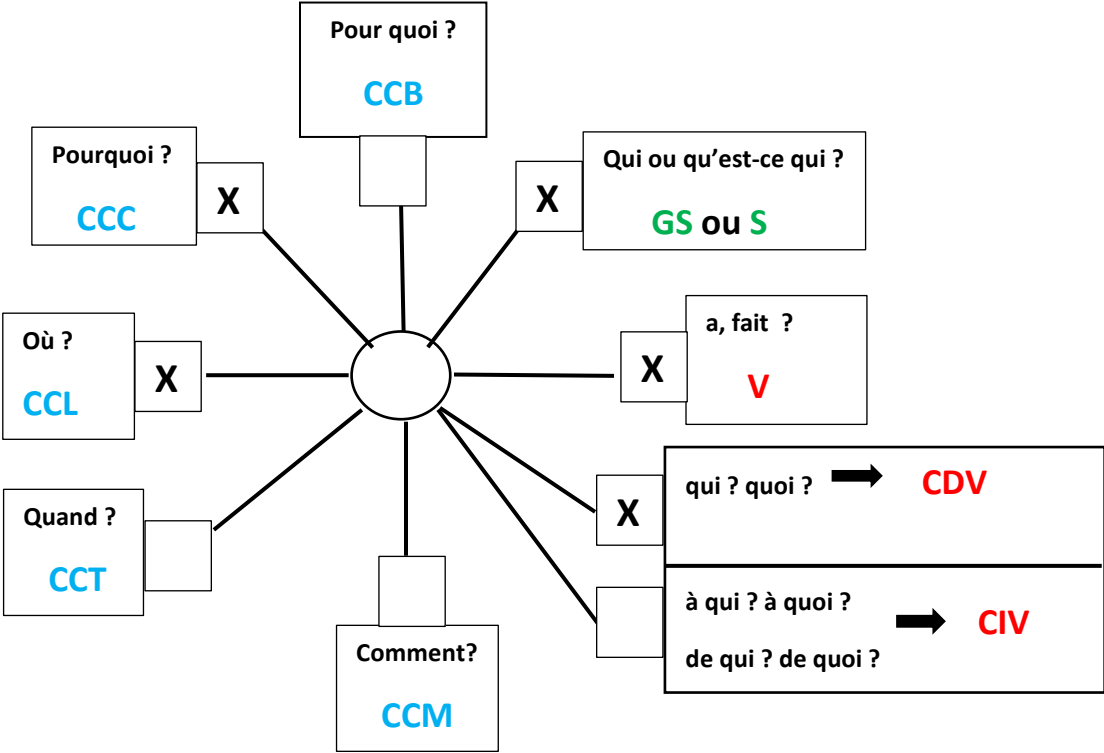 Pour quoi ?
CCB
Pourquoi ?
CCC
X
X
Qui ou qu’est-ce qui ?
GS ou S
Où ?
CCL
X
X
a, fait ?
V
Quand ?
CCT
X
qui ? quoi ?
CDV
à qui ? à quoi ?
de qui ? de quoi ?
CIV
Comment?
CCM